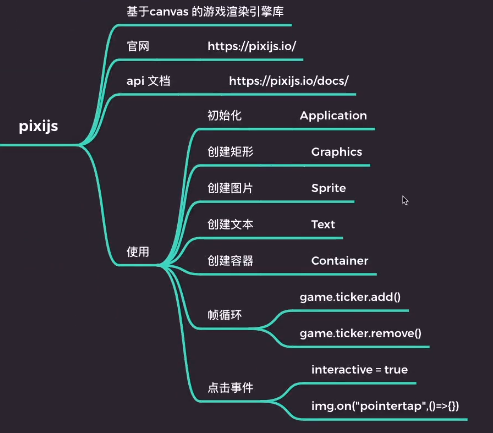 基于canvas 的游戏渲染引擎库
官网 https://pixijs.io/
api 文档 https://pixijs.io/docs/
pixijs
初始化 Application
创建矩形 Graphics
创建图片 Sprite
创建文本 Text
创建容器 Container
使用
帧循环
game.ticker.add()
game.ticker.remove()
点击事件
interactive = true
img.on("pointertap",()=>{})